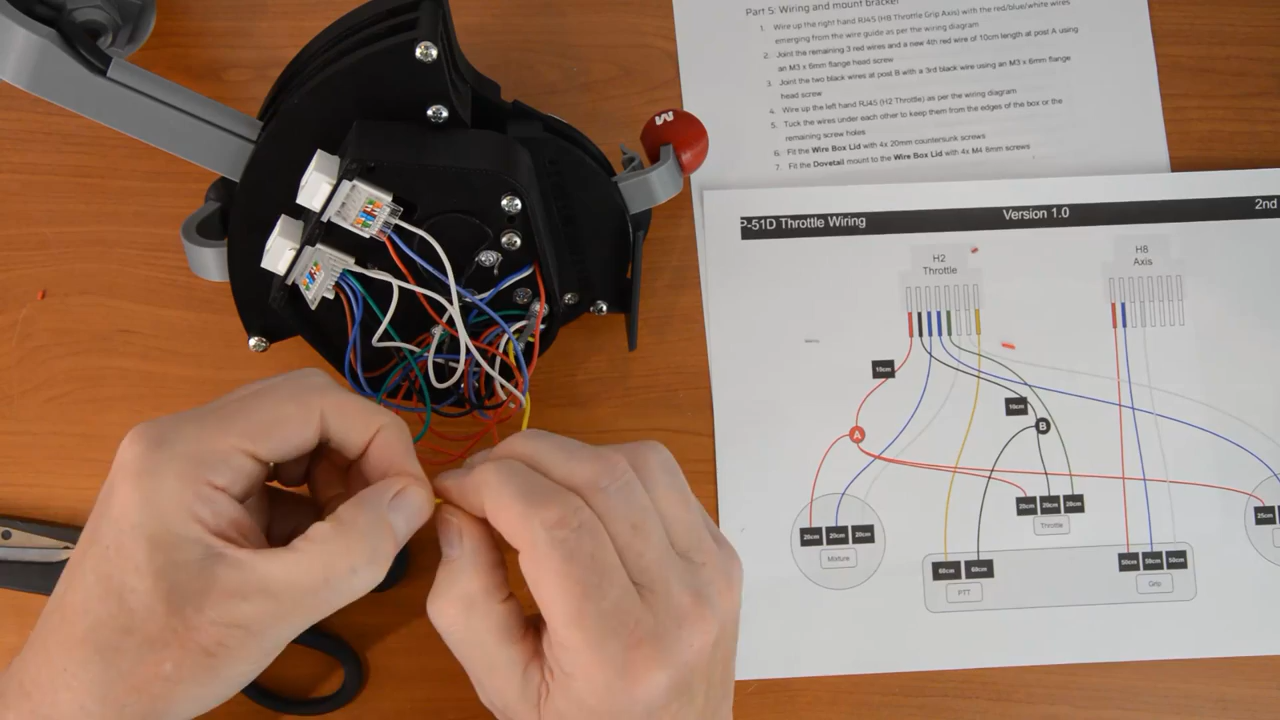 Part 5: Wiring and mount bracket
1. Wire up the right hand RJ45 (H8 Throttle Grip Axis) with the red/blue/white wires
emerging from the wire guide as per the wiring diagram
2. Joint the remaining 3 red wires and a new 4th red wire of 10cm length at post A using
an M3 x 6mm flange head screw
3. Joint the two black wires at post B with a 3rd black wire using an M3 x 6mm flange
head screw
4. Wire up the left hand RJ45 (H2 Throttle) as per the wiring diagram
5. Tuck the wires under each other to keep them from the edges of the box or the
remaining screw holes
6. Fit the Wire Box Lid with 4x 20mm countersunk screws
7. Fit the Dovetail mount to the Wire Box Lid with 4x M4 8mm screws
P-51D Throttle Wiring Version 1.0 2nd
H2
Throttle
H8
Axis
10cm
10cm
A
B
20cm 20cm 20cm
Mixture
20cm 20cm 20cm
Throttle
25cm
60cm 60cm
PTT
50cm 50cm 50cm
Grip